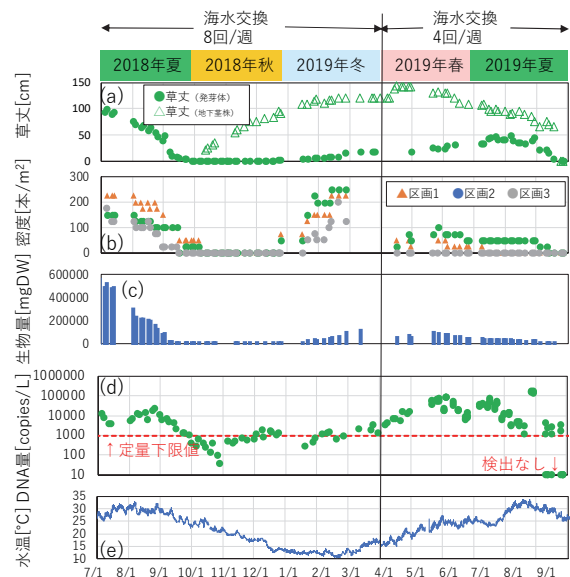 海水交換
8回/週
海水交換
4回/週
2018年夏
2018年秋
2019年冬
2019年春
2019年夏
草丈[cm]
150
100
50
0
(a)
草丈（発芽体）
草丈（地下茎株）
密度[本/m²]
300
200
100
0
(b)
区画1
区画2
区画3
生物量[mgDW]
600000
400000
200000
0
(c)
DNA量[copies/L]
1000000
100000
10000
1000
100
10
(d)
↑定量下限値
検出なし↓
水温[°C]
35
30
25
20
15
10
(e)
7/1 8/1 9/1 10/1 11/1 12/1 1/1 2/1 3/1 4/1 5/1 6/1 7/1 8/1 9/1